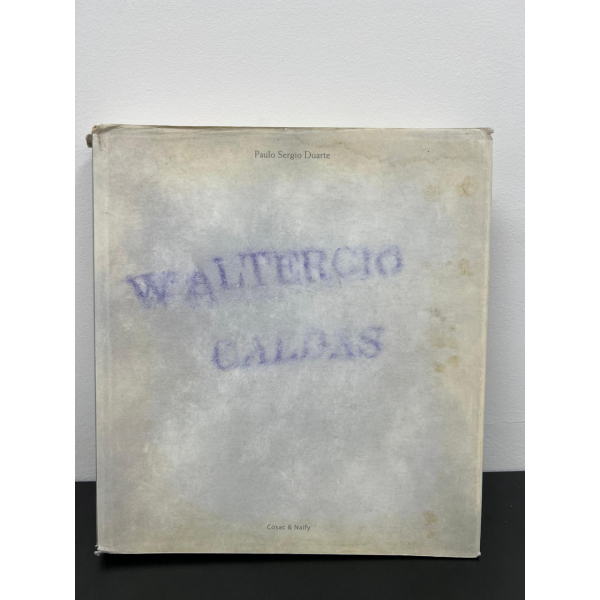 Paulo Sergio Duarte
WALTERCIO
CALDAS
Cosac & Naify